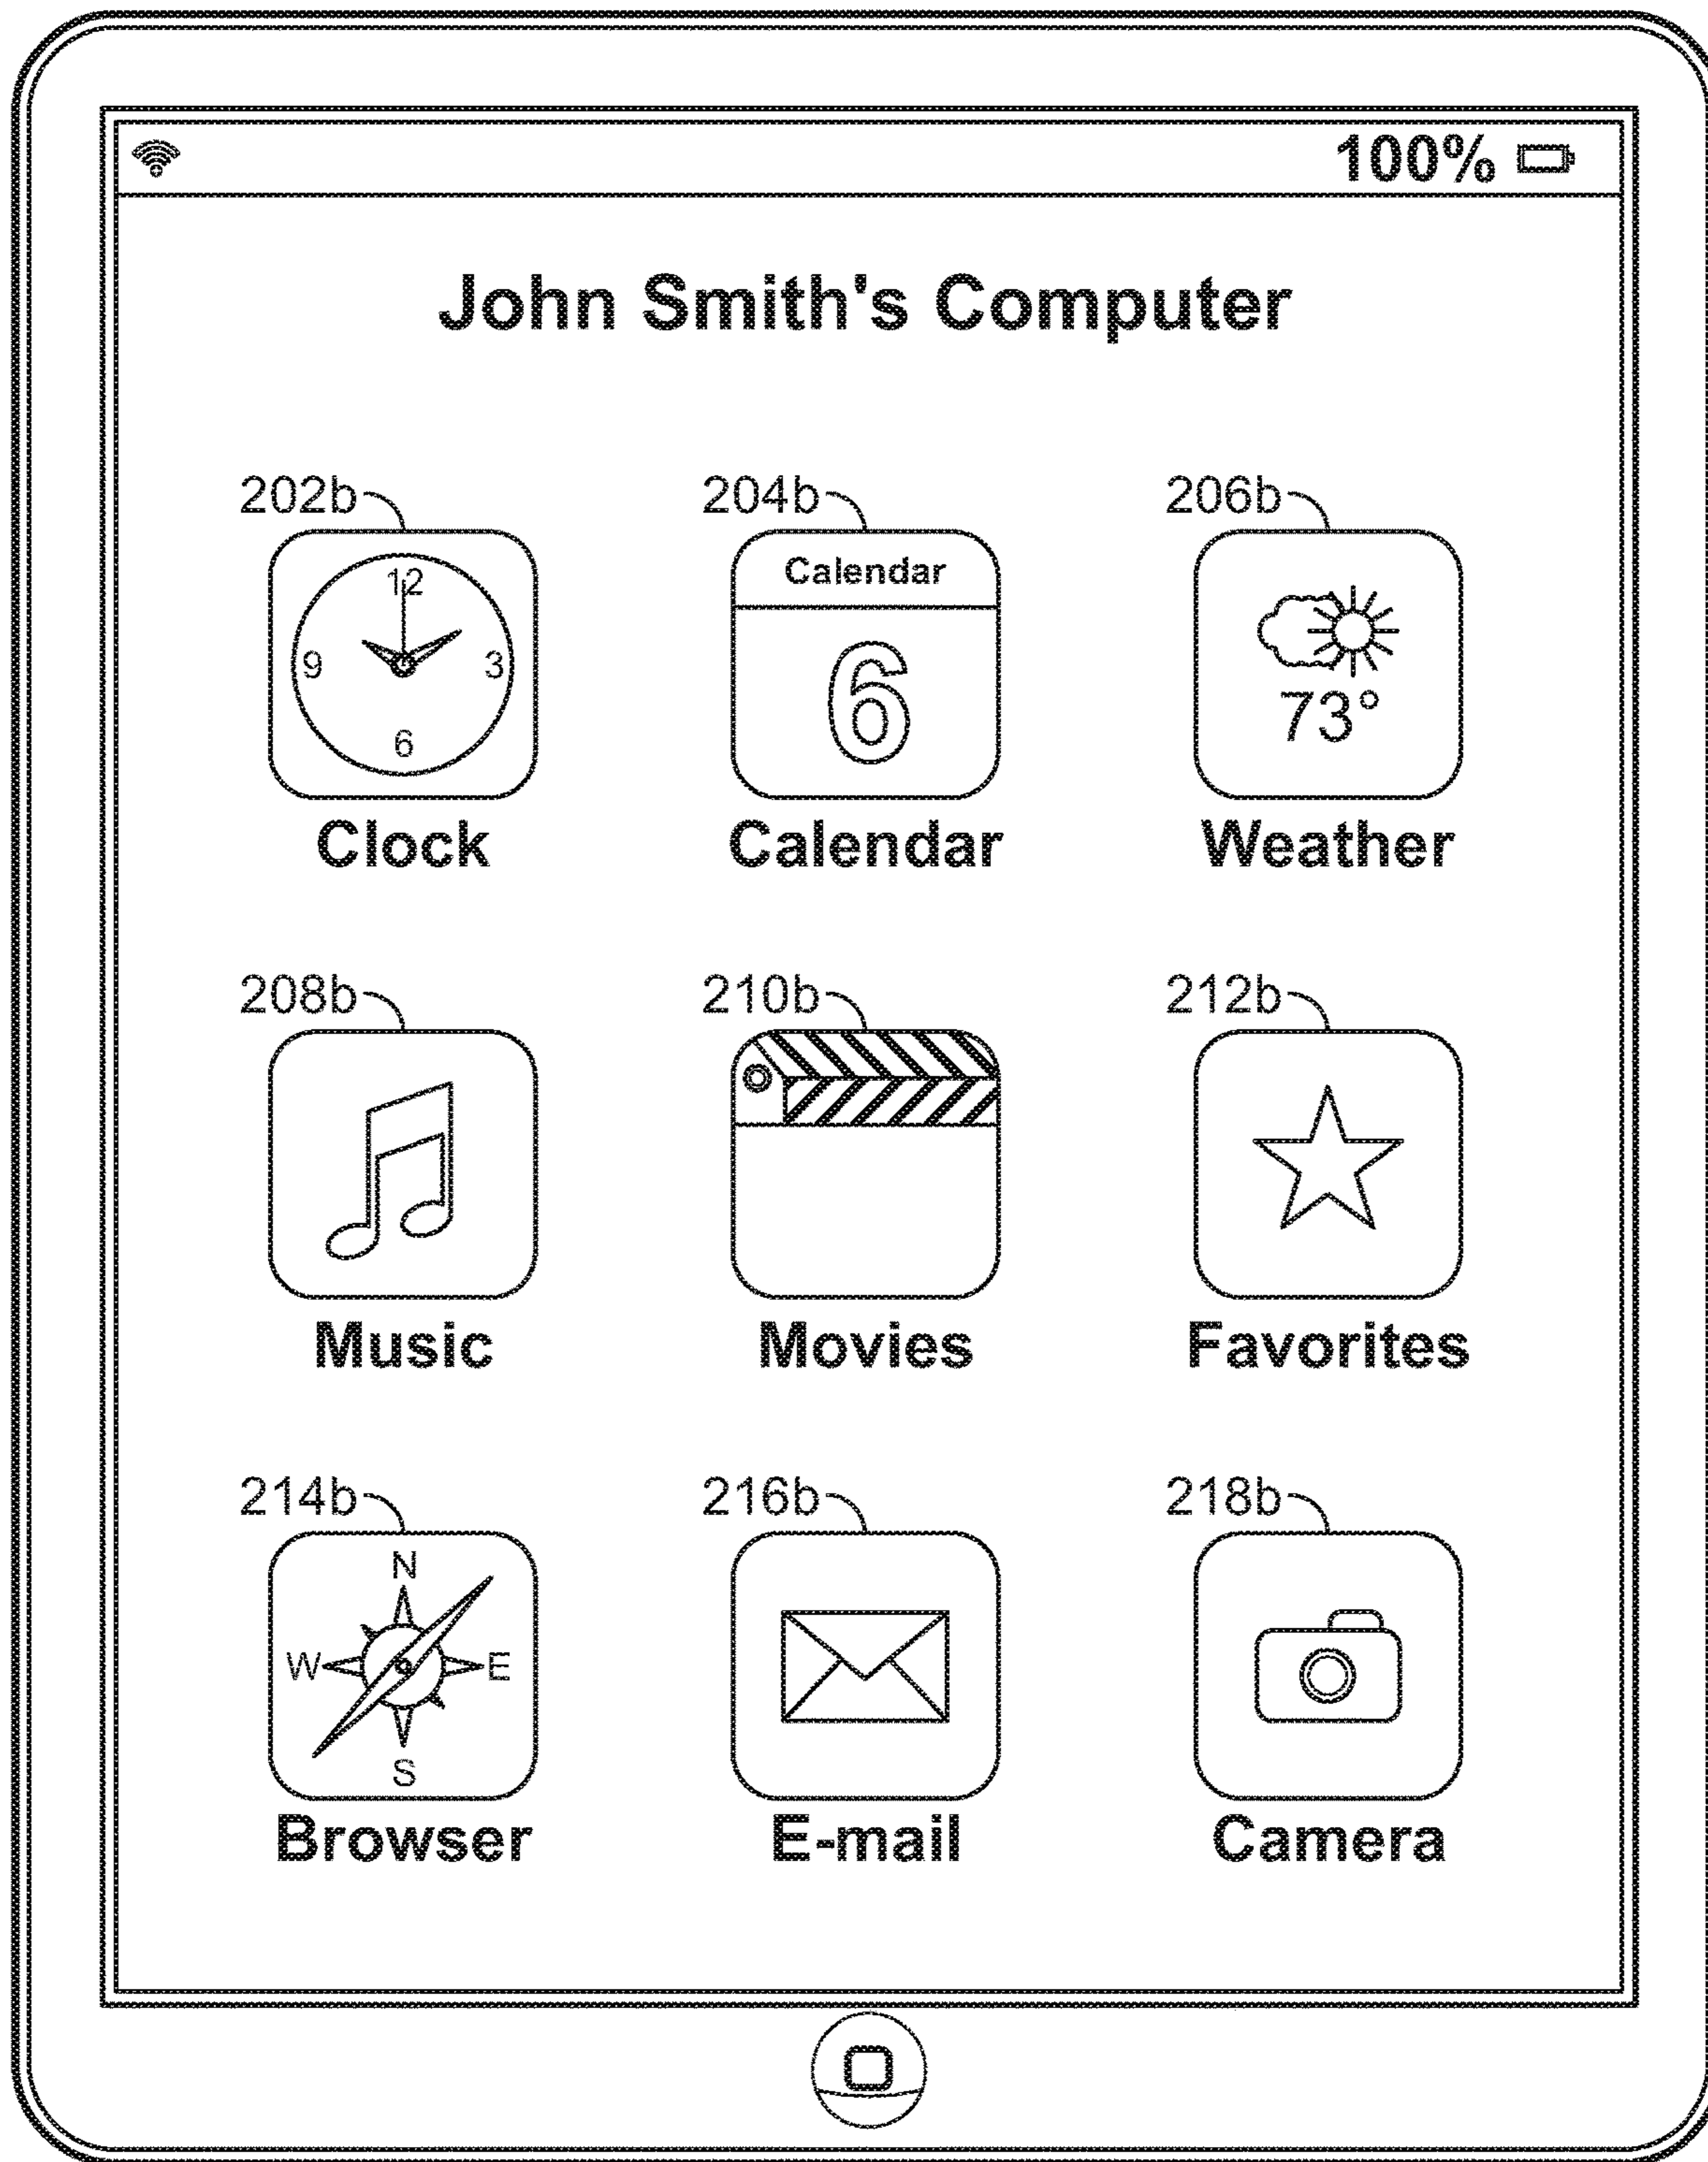 100%
John Smith's Computer
202b 204b 206b
12
9 3
6
Calendar
6
73°
Clock Calendar Weather
208b 210b 212b
Music Movies Favorites
214b 216b 218b
N
W E
S
Browser E-mail Camera